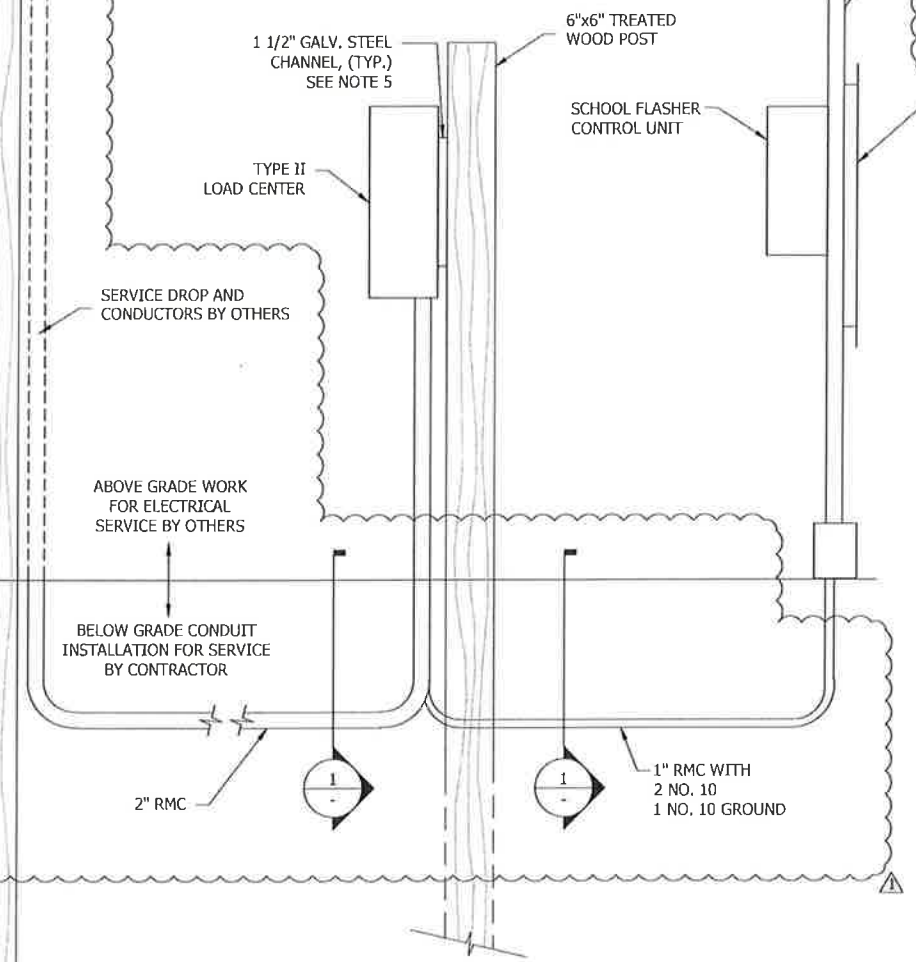 1 1/2" GALV. STEEL
CHANNEL, (TYP.)
SEE NOTE 5
6"x6" TREATED
WOOD POST
SCHOOL FLASHER
CONTROL UNIT
TYPE II
LOAD CENTER
SERVICE DROP AND
CONDUCTORS BY OTHERS
ABOVE GRADE WORK
FOR ELECTRICAL
SERVICE BY OTHERS
BELOW GRADE CONDUIT
INSTALLATION FOR SERVICE
BY CONTRACTOR
2" RMC
1
-
1
-
1" RMC WITH
2 NO. 10
1 NO. 10 GROUND
1